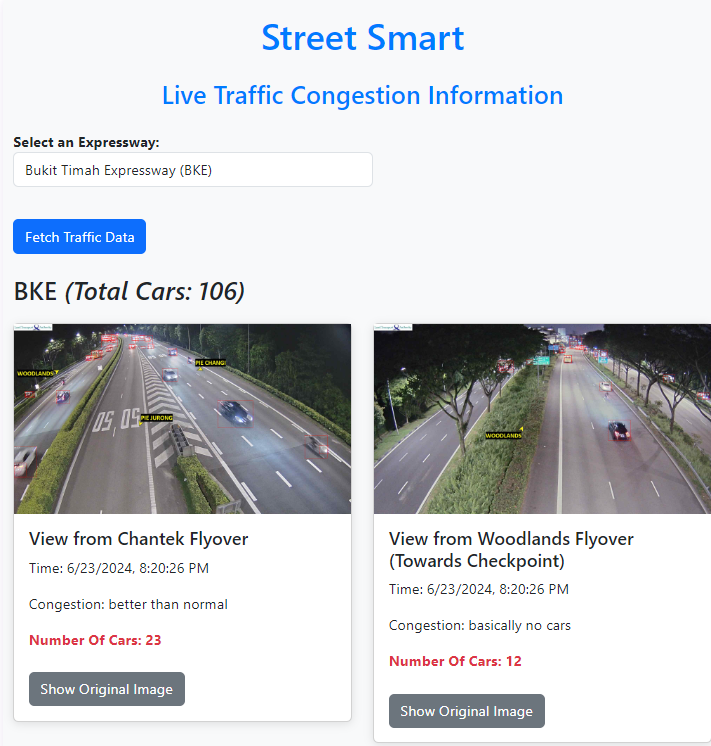 Street Smart
Live Traffic Congestion Information
Select an Expressway:
Bukit Timah Expressway (BKE)
Fetch Traffic Data
BKE (Total Cars: 106)
WOODLANDS
PIE CHANGI
PIE JURONG
50 50
WOODLANDS
View from Chantek Flyover
Time: 6/23/2024, 8:20:26 PM
Congestion: better than normal
Number Of Cars: 23
Show Original Image
View from Woodlands Flyover
(Towards Checkpoint)
Time: 6/23/2024, 8:20:26 PM
Congestion: basically no cars
Number Of Cars: 12
Show Original Image